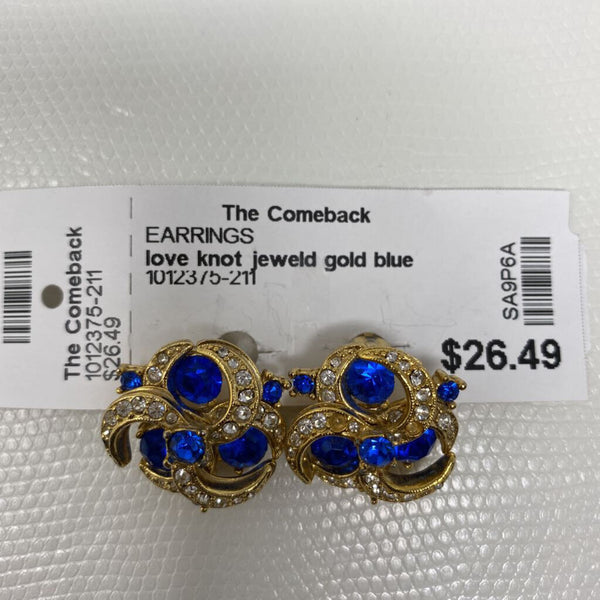 The Comeback
1012375-211
$26.49
The Comeback
EARRINGS
love knot jeweld gold blue
1012375-211
$26.49
SA9P6A